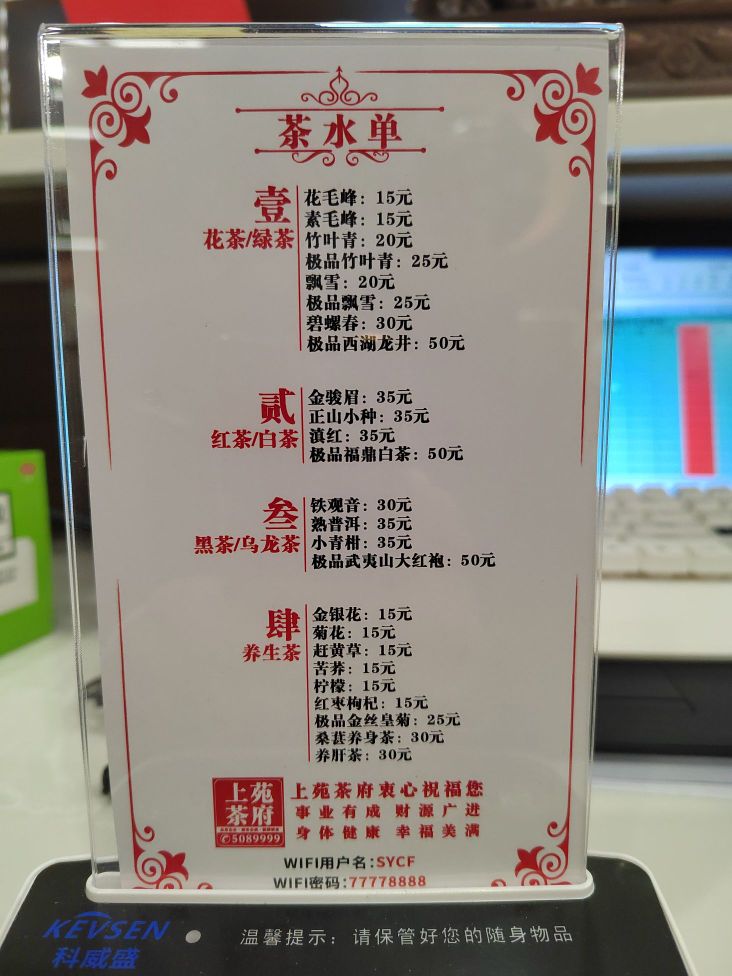 茶水单
壹
花茶/绿茶
花毛峰：15元
素毛峰：15元
竹叶青：20元
极品竹叶青：25元
飘雪：20元
极品飘雪：25元
碧螺春：30元
极品西湖龙井：50元
贰
红茶/白茶
金骏眉：35元
正山小种：35元
滇红：35元
极品福鼎白茶：50元
叁
黑茶/乌龙茶
铁观音：30元
熟普洱：35元
小青柑：35元
极品武夷山大红袍：50元
肆
养生茶
金银花：15元
菊花：15元
赶黄草：15元
苦荞：15元
柠檬：15元
红枣枸杞：15元
极品金丝皇菊：25元
桑葚养身茶：30元
养肝茶：30元
上苑
茶府
5089999
上苑茶府衷心祝福您
事业有成 财源广进
身体健康 幸福美满
WIFI用户名:SYCF
WIFI密码:77778888
KEVSEN
科威盛
温馨提示：请保管好您的随身物品